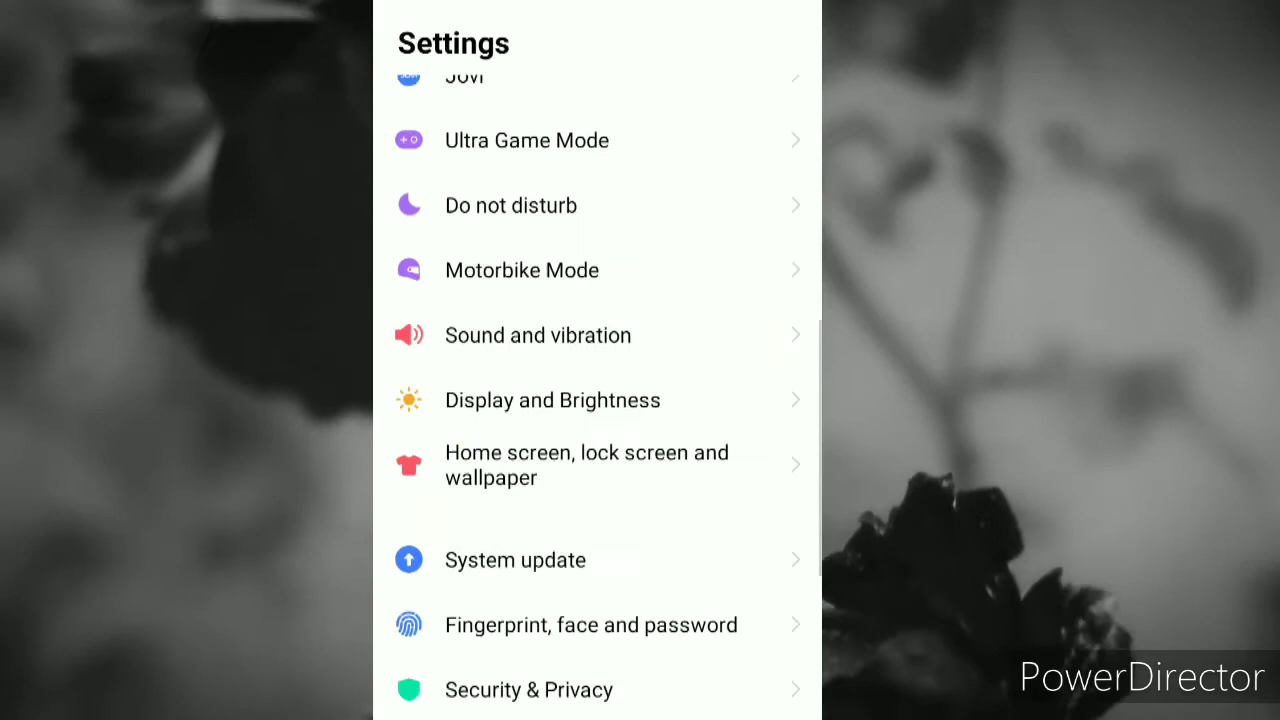 Settings
Jovi
Ultra Game Mode
Do not disturb
Motorbike Mode
Sound and vibration
Display and Brightness
Home screen, lock screen and
wallpaper
System update
Fingerprint, face and password
Security & Privacy
PowerDirector